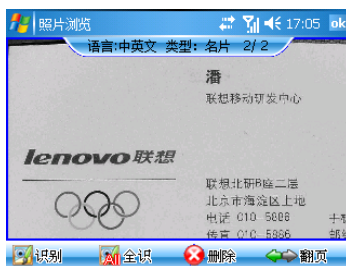 照片浏览 17:05 ok
语言:中英文 类型: 名片 2/ 2
潘
联想移动研发中心
lenovo联想
联想北研B座二层
北京市海淀区上地
电话 010-5886
传真 010-5886
识别 全识 删除 翻页